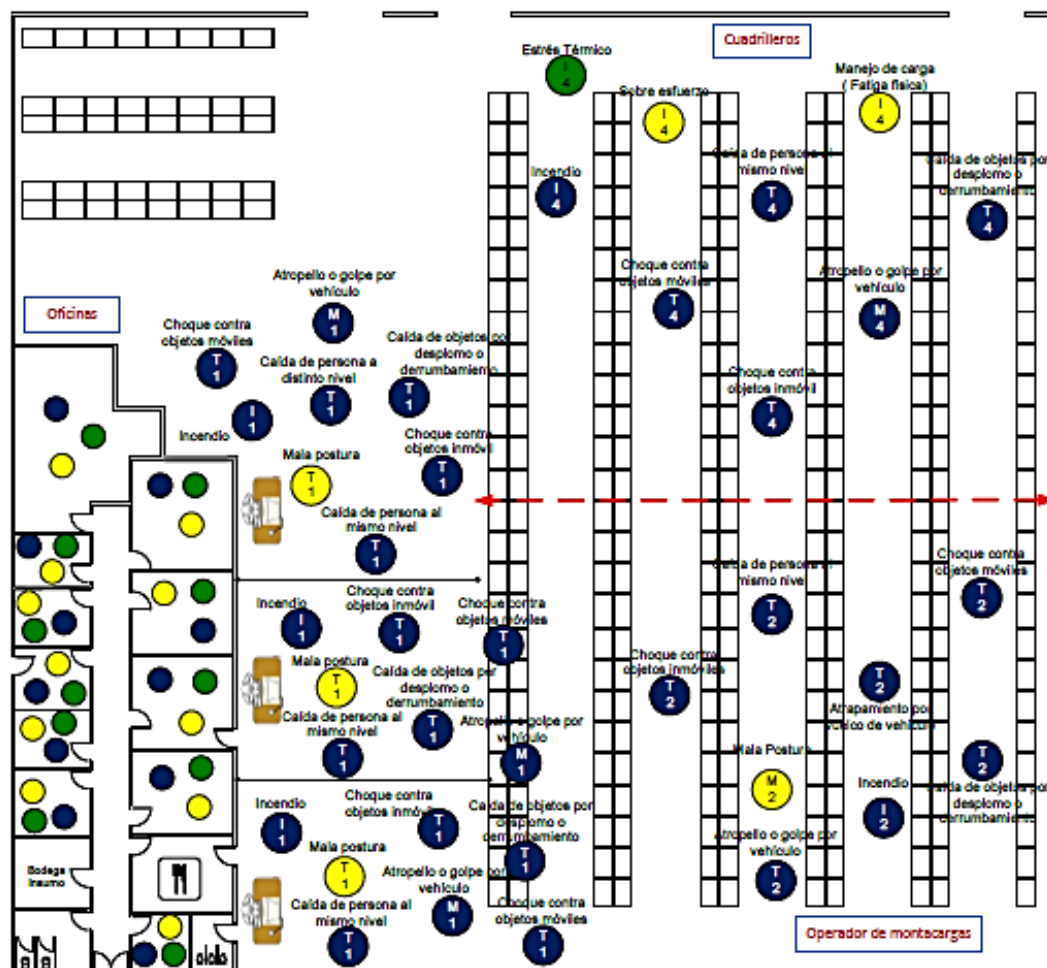 Estrés Térmico
I
4
Cuadrilleros
Sobre esfuerzo
I
4
Manejo de carga
( Fatiga física)
I
4
Incendio
I
4
Caída de persona al
mismo nivel
T
4
Caída de objetos por
desplomo o
derrumbamiento
T
4
Choque contra
objetos móviles
T
4
Atropello o golpe por
vehículo
M
4
Choque contra
objetos inmóvil
T
4
Oficinas
Atropello o golpe por
vehículo
M
1
Choque contra
objetos móviles
T
1
Caída de persona a
distinto nivel
T
1
Caída de objetos por
desplomo o
derrumbamiento
T
1
Incendio
I
1
Choque contra
objetos inmóvil
T
1
Mala postura
T
1
Caída de persona al
mismo nivel
T
1
Incendio
I
1
Choque contra
objetos inmóvil
T
1
Choque contra
objetos móviles
T
1
Mala postura
T
1
Caída de objetos por
desplomo o
derrumbamiento
T
1
Caída de persona al
mismo nivel
T
1
Atropello o golpe por
vehículo
M
1
Incendio
I
1
Choque contra
objetos inmóvil
T
1
Caída de objetos por
desplomo o
derrumbamiento
T
1
Mala postura
T
1
Atropello o golpe por
vehículo
M
1
Caída de persona al
mismo nivel
T
1
Choque contra
objetos móviles
T
1
Caída de persona al
mismo nivel
T
2
Choque contra
objetos móviles
T
2
Choque contra
objetos inmóviles
T
2
T
2
Atrapamiento por
vuelco de vehículo
Mala Postura
M
2
Incendio
I
2
T
2
Caída de objetos por
desplomo o
derrumbamiento
Atropello o golpe por
vehículo
T
2
Operador de montacargas
Bodega
Insumo